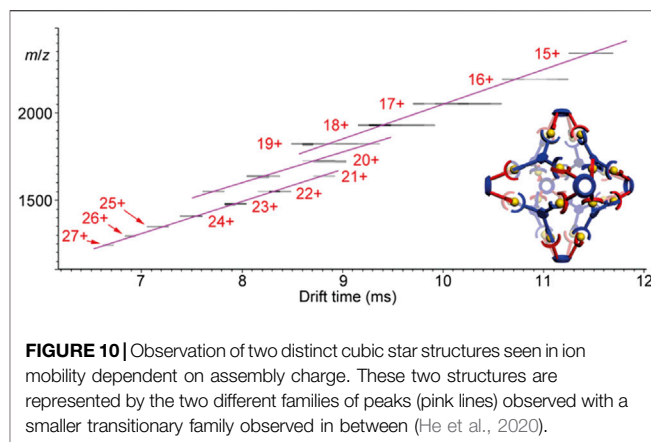 m/z
15+
16+
17+
2000
18+
19+
20+
21+
1500
25+
22+
26+
23+
24+
27+
7 8 9 10 11 12
Drift time (ms)
FIGURE 10 | Observation of two distinct cubic star structures seen in ion
mobility dependent on assembly charge. These two structures are
represented by the two different families of peaks (pink lines) observed with a
smaller transitionary family observed in between (He et al., 2020).